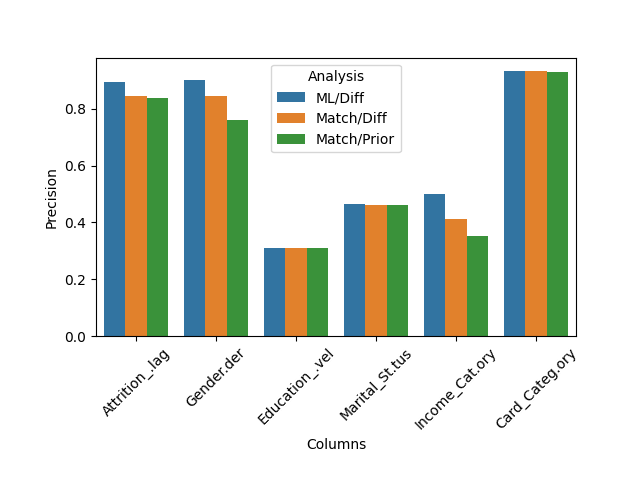 Analysis
ML/Diff
Match/Diff
Match/Prior
Precision
0.8
0.6
0.4
0.2
0.0
Attrition_.lag
Gender.der
Education_.vel
Marital_St.tus
Income_Cat.ory
Card_Categ.ory
Columns